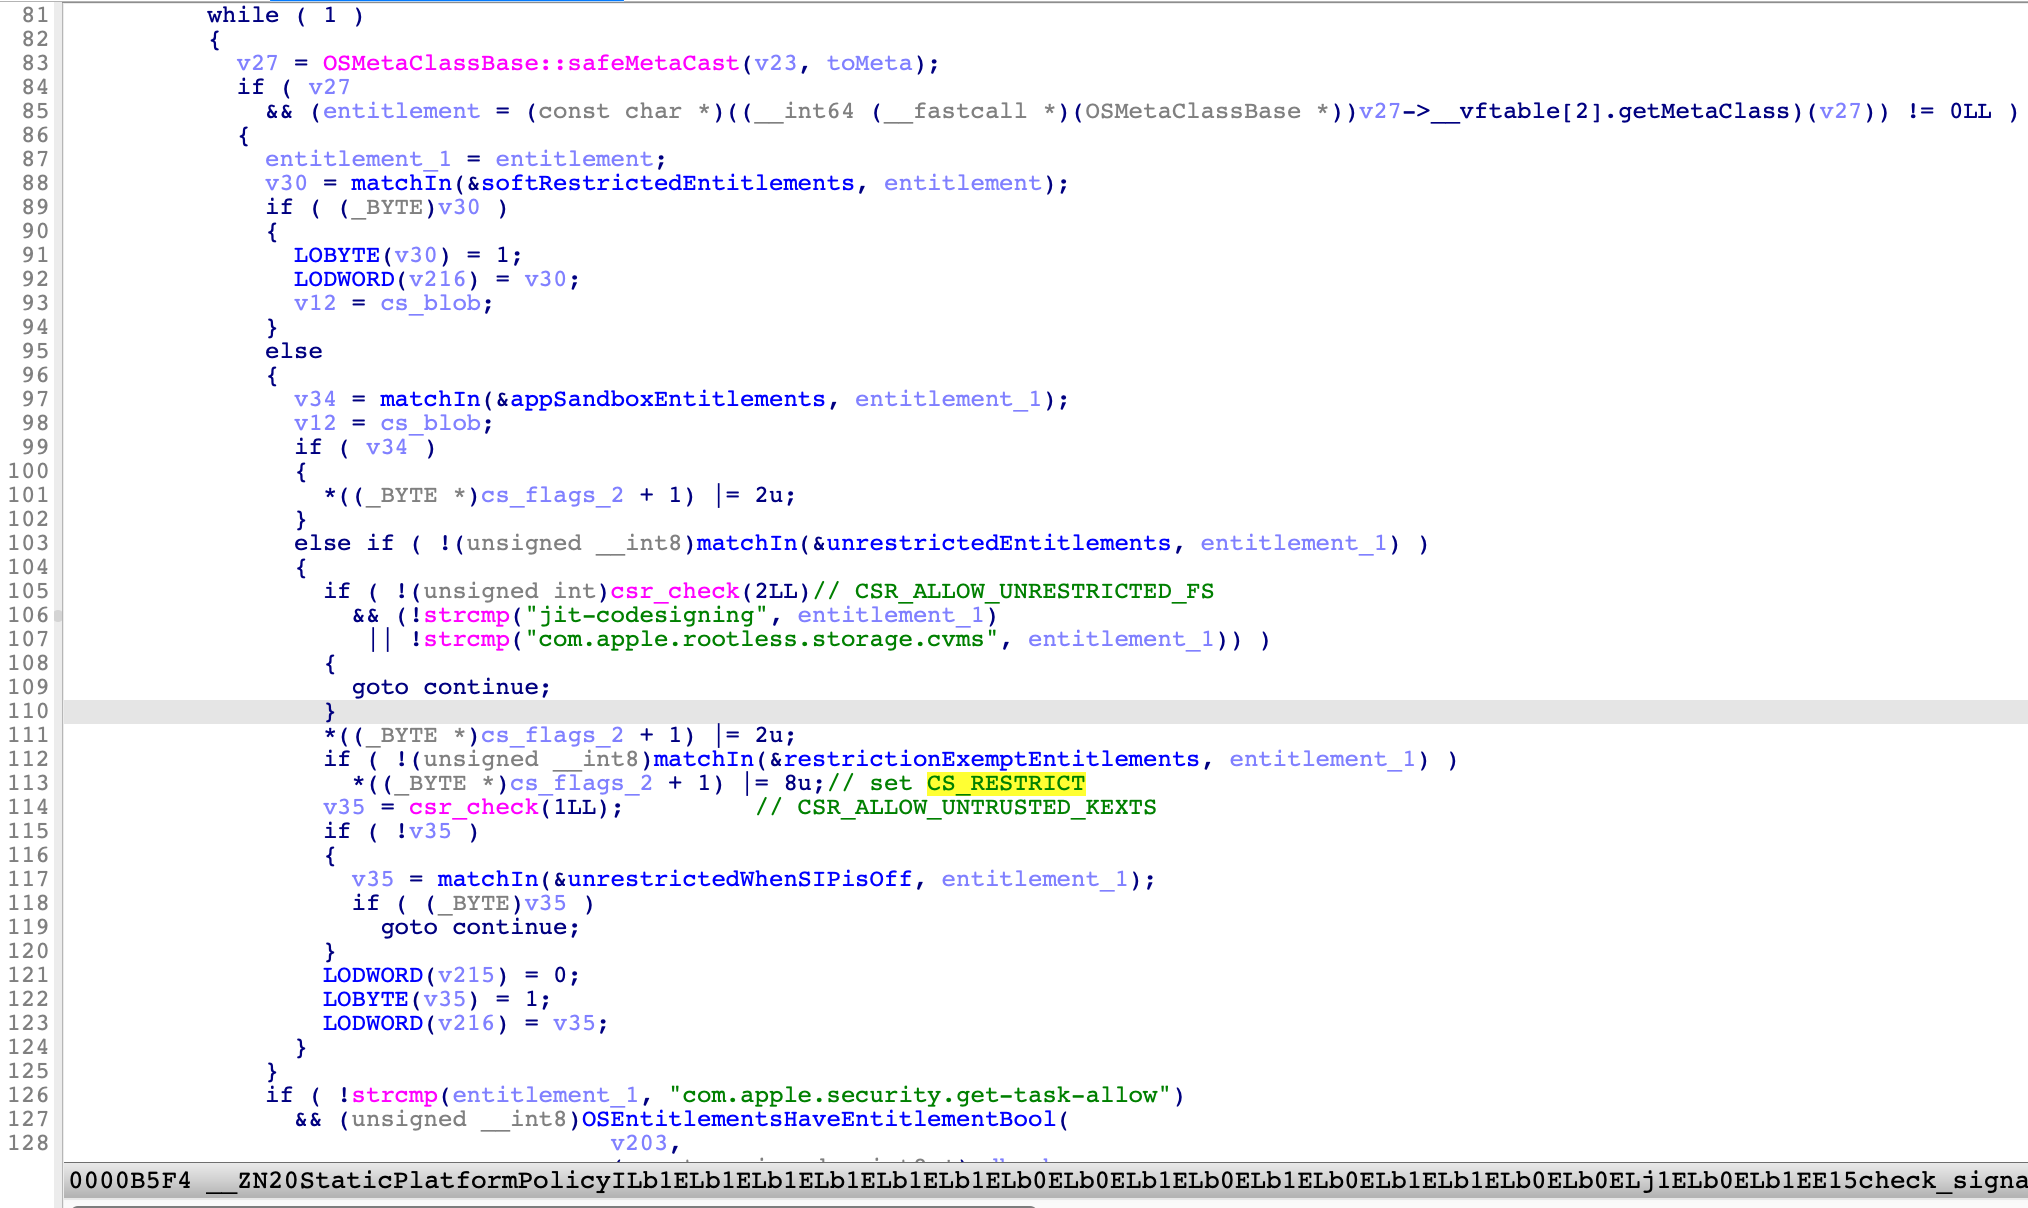 81 while ( 1 )
82 {
83 v27 = OSMetaClassBase::safeMetaCast(v23, toMeta);
84 if ( v27
85 && (entitlement = (const char *)((__int64 (__fastcall *)(OSMetaClassBase *))v27->__vftable[2].getMetaClass)(v27)) != 0LL )
86 {
87 entitlement_1 = entitlement;
88 v30 = matchIn(&softRestrictedEntitlements, entitlement);
89 if ( (_BYTE)v30 )
90 {
91 LOBYTE(v30) = 1;
92 LODWORD(v216) = v30;
93 v12 = cs_blob;
94 }
95 else
96 {
97 v34 = matchIn(&appSandboxEntitlements, entitlement_1);
98 v12 = cs_blob;
99 if ( v34 )
100 {
101 *((_BYTE *)cs_flags_2 + 1) |= 2u;
102 }
103 else if ( !(unsigned __int8)matchIn(&unrestrictedEntitlements, entitlement_1) )
104 {
105 if ( !(unsigned int)csr_check(2LL)// CSR_ALLOW_UNRESTRICTED_FS
106 && (!strcmp("jit-codesigning", entitlement_1)
107 || !strcmp("com.apple.rootless.storage.cvms", entitlement_1)) )
108 {
109 goto continue;
110 }
111 *((_BYTE *)cs_flags_2 + 1) |= 2u;
112 if ( !(unsigned __int8)matchIn(&restrictionExemptEntitlements, entitlement_1) )
113 *((_BYTE *)cs_flags_2 + 1) |= 8u;// set CS_RESTRICT
114 v35 = csr_check(1LL); // CSR_ALLOW_UNTRUSTED_KEXTS
115 if ( !v35 )
116 {
117 v35 = matchIn(&unrestrictedWhenSIPisOff, entitlement_1);
118 if ( (_BYTE)v35 )
119 goto continue;
120 }
121 LODWORD(v215) = 0;
122 LOBYTE(v35) = 1;
123 LODWORD(v216) = v35;
124 }
125 }
126 if ( !strcmp(entitlement_1, "com.apple.security.get-task-allow")
127 && (unsigned __int8)OSEntitlementsHaveEntitlementBool(
128 v203,
0000B5F4 __ZN20StaticPlatformPolicyILb1ELb1ELb1ELb1ELb1ELb1ELb0ELb0ELb1ELb0ELb1ELb0ELb1ELb1ELb0ELb0ELj1ELb0ELb1EE15check_signa